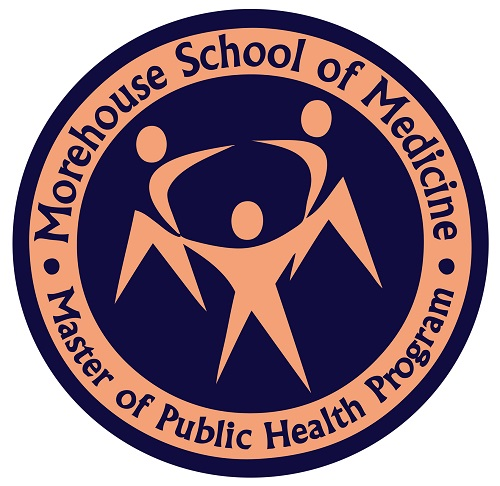 Morehouse School of Medicine
Master of Public Health Program